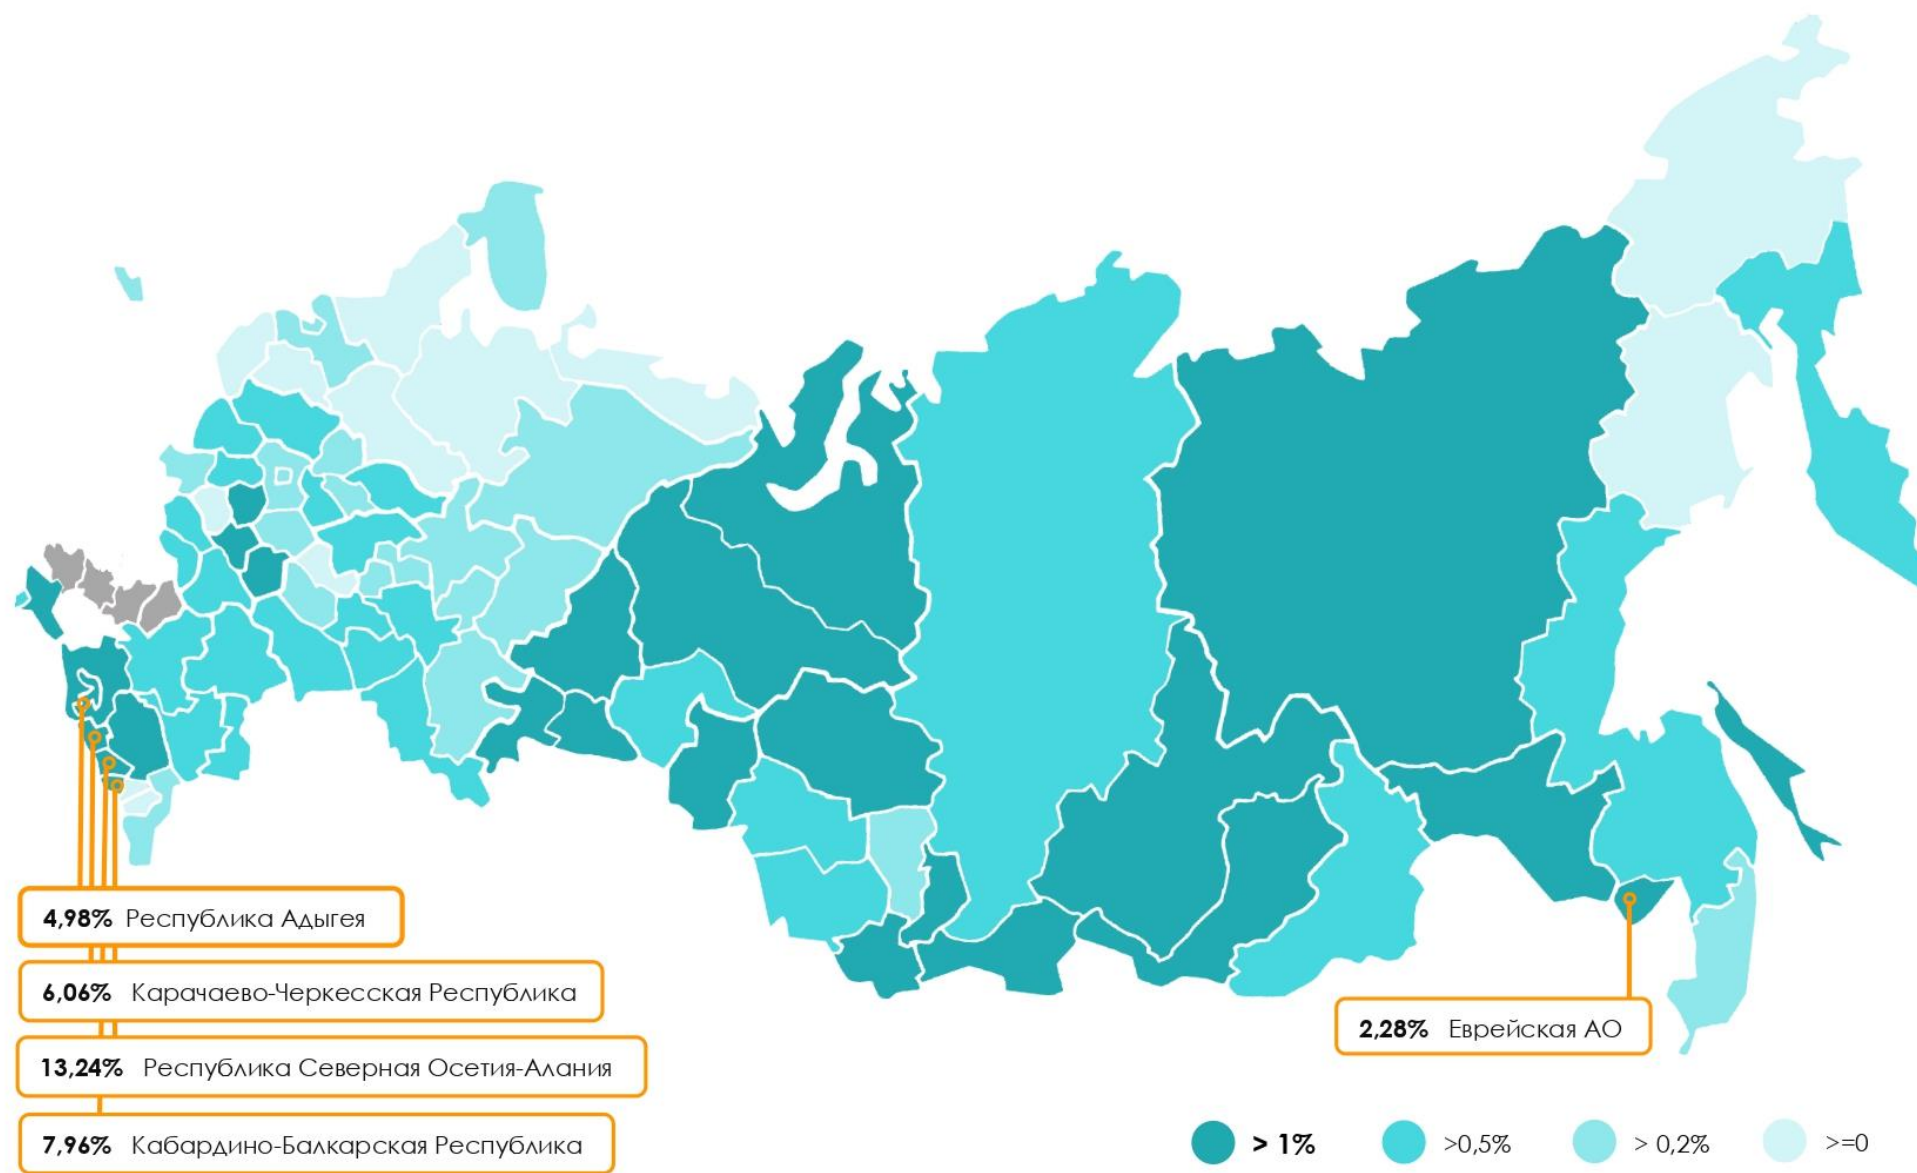 4,98% Республика Адыгея
6,06% Карачаево-Черкесская Республика
13,24% Республика Северная Осетия-Алания
7,96% Кабардино-Балкарская Республика
2,28% Еврейская АО
> 1% >0,5% > 0,2% >=0